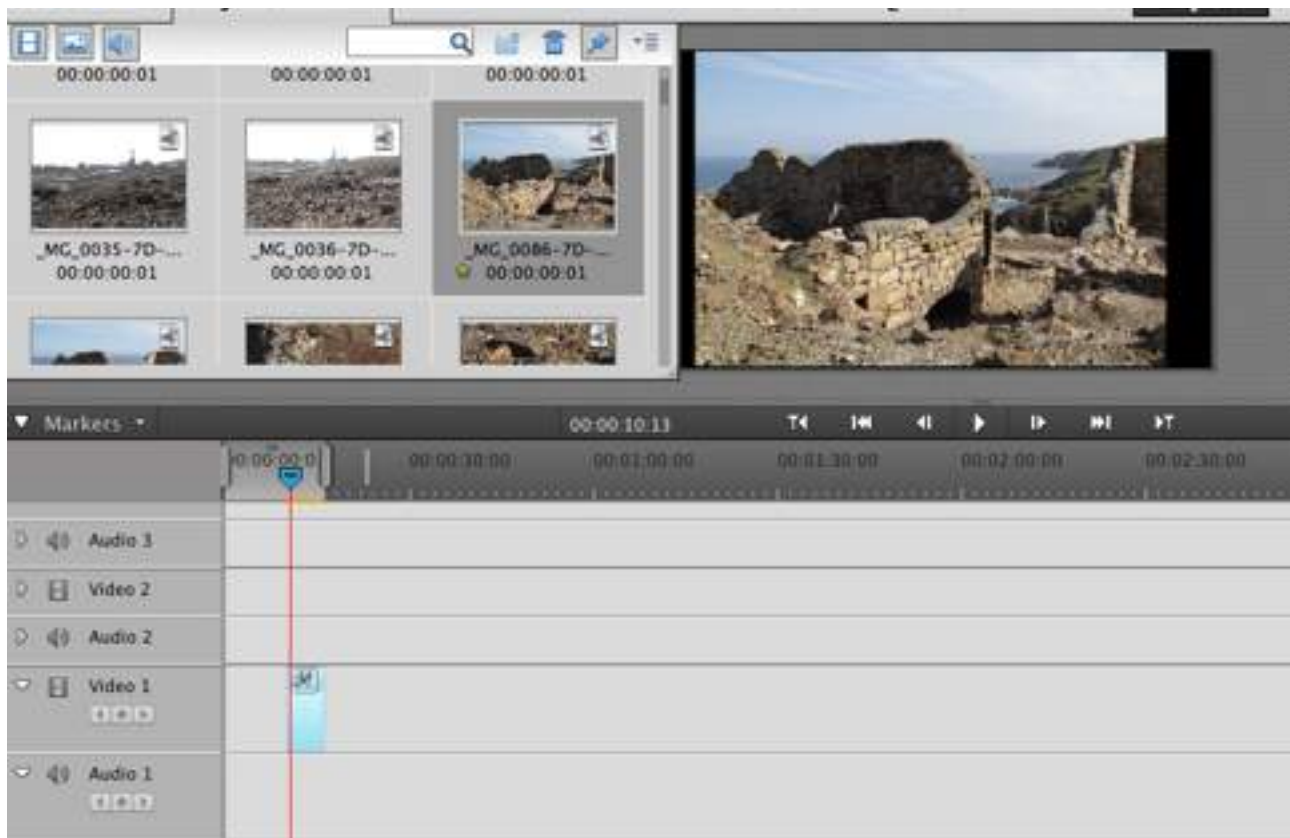 00:00:00:01 00:00:00:01 00:00:00:01
_MG_0035-7D-... _MG_0036-7D-... _MG_0086-7D-...
00:00:00:01 00:00:00:01 00:00:00:01
Markers 00:00:10:13
00:00:30:00 00:01:00:00 00:01:30:00 00:02:00:00 00:02:30:00
Audio 3
Video 2
Audio 2
Video 1
Audio 1